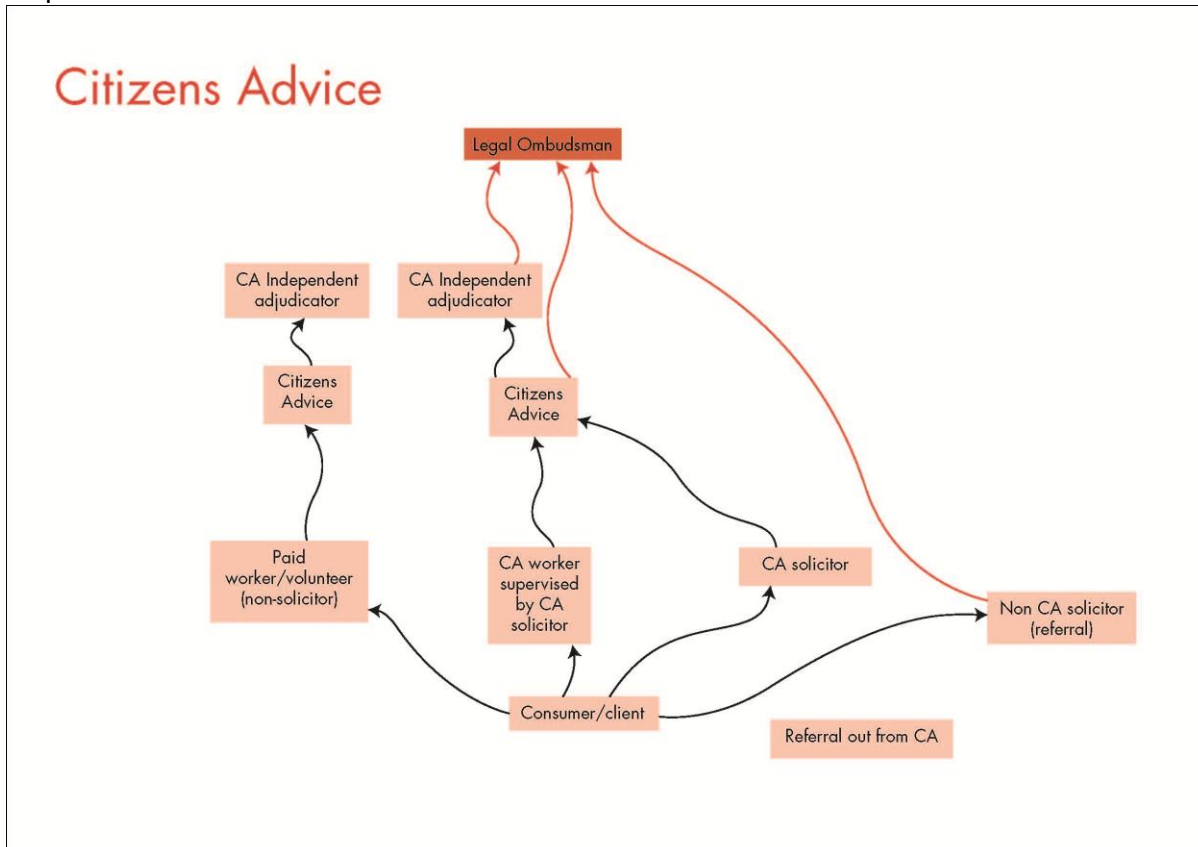 Citizens Advice
Legal Ombudsman
CA Independent
adjudicator
CA Independent
adjudicator
Citizens
Advice
Citizens
Advice
Paid
worker/volunteer
(non-solicitor)
CA worker
supervised
by CA
solicitor
CA solicitor
Non CA solicitor
(referral)
Consumer/client
Referral out from CA